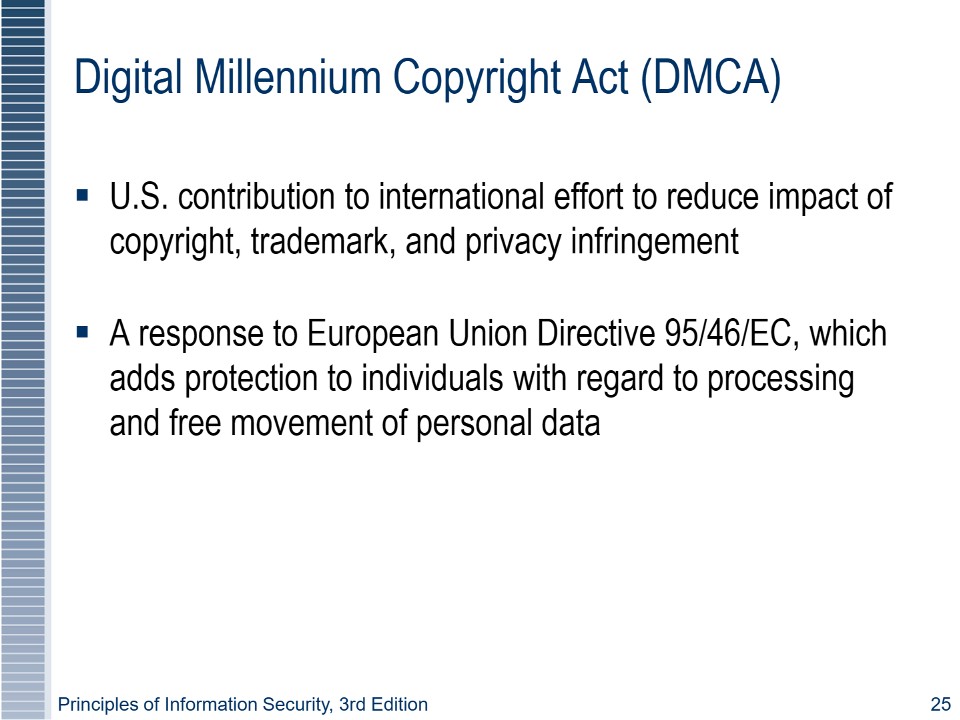 Digital Millennium Copyright Act (DMCA)
▪ U.S. contribution to international effort to reduce impact of
copyright, trademark, and privacy infringement
▪ A response to European Union Directive 95/46/EC, which
adds protection to individuals with regard to processing
and free movement of personal data
Principles of Information Security, 3rd Edition
25